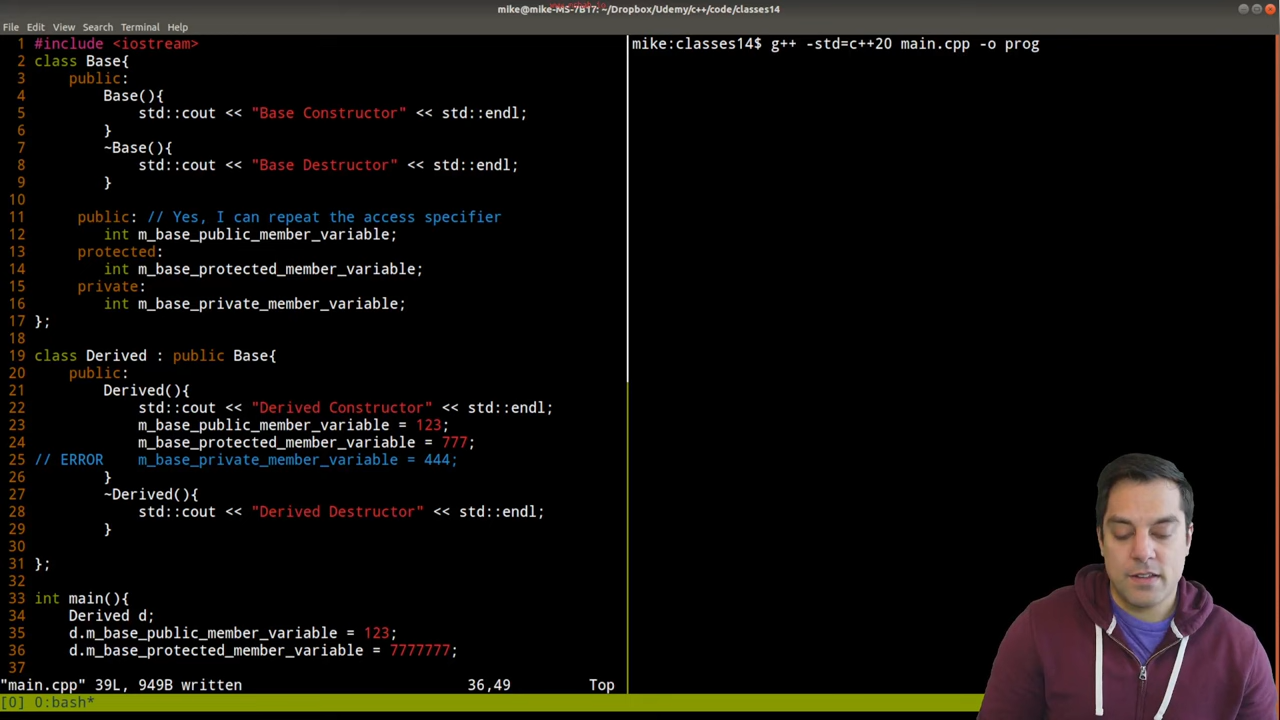 mike@mike-MS-7B17: ~/Dropbox/Udemy/c++/code/classes14
File Edit View Search Terminal Help
1 #include <iostream>
2 class Base{
3 public:
4 Base(){
5 std::cout << "Base Constructor" << std::endl;
6 }
7 ~Base(){
8 std::cout << "Base Destructor" << std::endl;
9 }
10
11 public: // Yes, I can repeat the access specifier
12 int m_base_public_member_variable;
13 protected:
14 int m_base_protected_member_variable;
15 private:
16 int m_base_private_member_variable;
17 };
18
19 class Derived : public Base{
20 public:
21 Derived(){
22 std::cout << "Derived Constructor" << std::endl;
23 m_base_public_member_variable = 123;
24 m_base_protected_member_variable = 777;
25 // ERROR m_base_private_member_variable = 444;
26 }
27 ~Derived(){
28 std::cout << "Derived Destructor" << std::endl;
29 }
30
31 };
32
33 int main(){
34 Derived d;
35 d.m_base_public_member_variable = 123;
36 d.m_base_protected_member_variable = 7777777;
37
"main.cpp" 39L, 949B written 36,49 Top
[0] 0:bash*
mike:classes14$ g++ -std=c++20 main.cpp -o prog